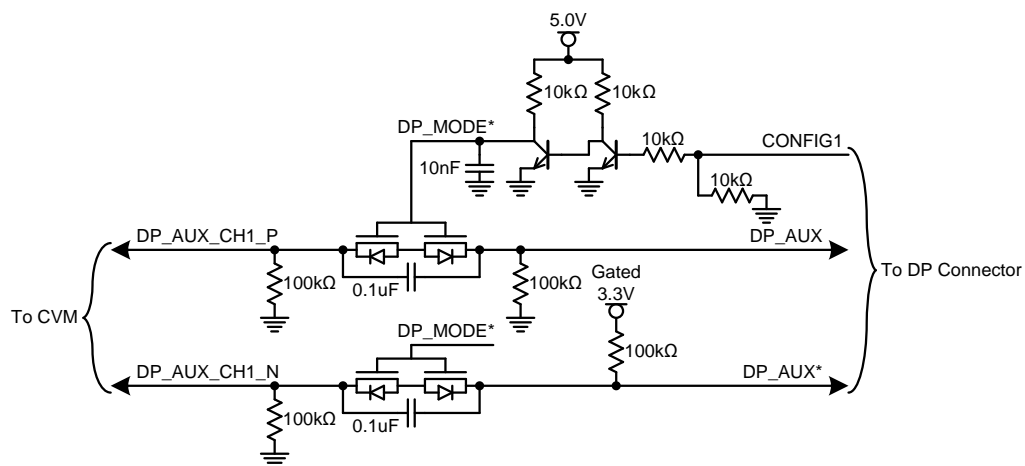 5.0V
10kΩ
10kΩ
DP_MODE*
10kΩ
CONFIG1
10nF
10kΩ
DP_AUX_CH1_P
DP_AUX
100kΩ
0.1uF
100kΩ
Gated
3.3V
To DP Connector
To CVM
DP_MODE*
100kΩ
DP_AUX_CH1_N
DP_AUX*
100kΩ
0.1uF